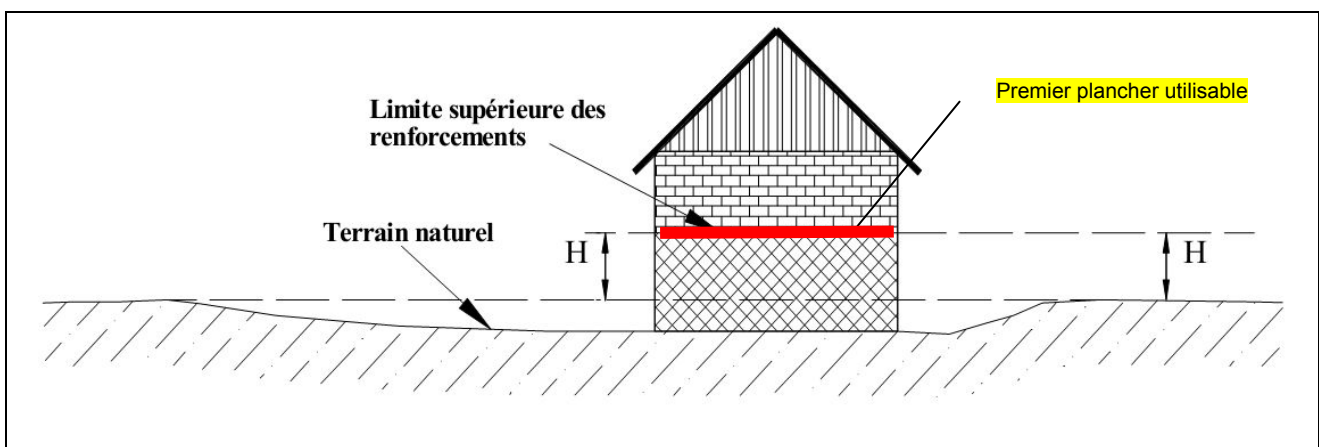 Premier plancher utilisable
Limite supérieure des
renforcements
Terrain naturel
H
H